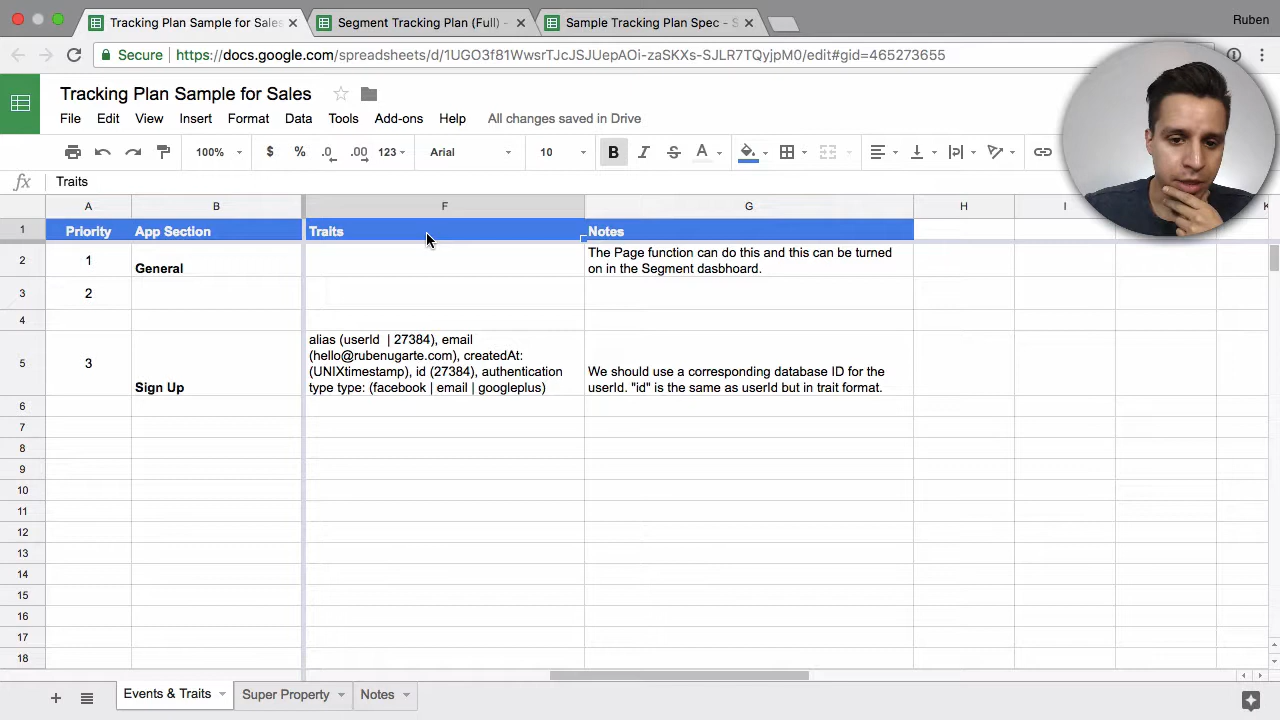 Tracking Plan Sample for Sales
Segment Tracking Plan (Full) -
Sample Tracking Plan Spec - S
Ruben
Secure
https://docs.google.com/spreadsheets/d/1UGO3f81WwsrTJcJSJUepAOi-zaSKXs-SJLR7TQyjpM0/edit#gid=465273655
Tracking Plan Sample for Sales
File Edit View Insert Format Data Tools Add-ons Help All changes saved in Drive
100% $ % .0 .00 123 Arial 10 B I S A
fx Traits
A B F G H I K
1 Priority App Section Traits Notes
2 1 General
The Page function can do this and this can be turned
on in the Segment dasbhoard.
3 2
4
5 3 Sign Up
alias (userId | 27384), email
(hello@rubenugarte.com), createdAt:
(UNIXtimestamp), id (27384), authentication
type type: (facebook | email | googleplus)
We should use a corresponding database ID for the
userId. "id" is the same as userId but in trait format.
6
7
8
9
10
11
12
13
14
15
16
17
18
Events & Traits Super Property Notes